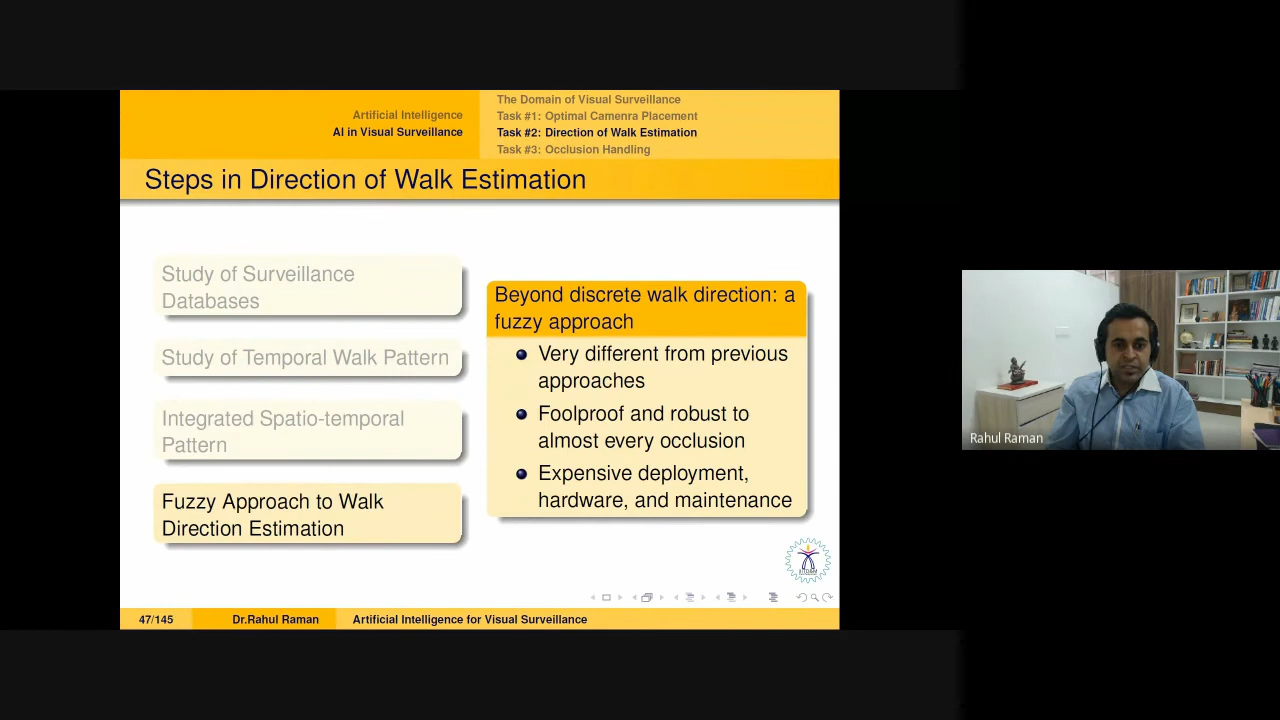 Artificial Intelligence
AI in Visual Surveillance
The Domain of Visual Surveillance
Task #1: Optimal Camenra Placement
Task #2: Direction of Walk Estimation
Task #3: Occlusion Handling
Steps in Direction of Walk Estimation
Study of Surveillance
Databases
Study of Temporal Walk Pattern
Integrated Spatio-temporal
Pattern
Fuzzy Approach to Walk
Direction Estimation
Beyond discrete walk direction: a
fuzzy approach
Very different from previous
approaches
Foolproof and robust to
almost every occlusion
Expensive deployment,
hardware, and maintenance
47/145
Dr.Rahul Raman
Artificial Intelligence for Visual Surveillance
Rahul Raman